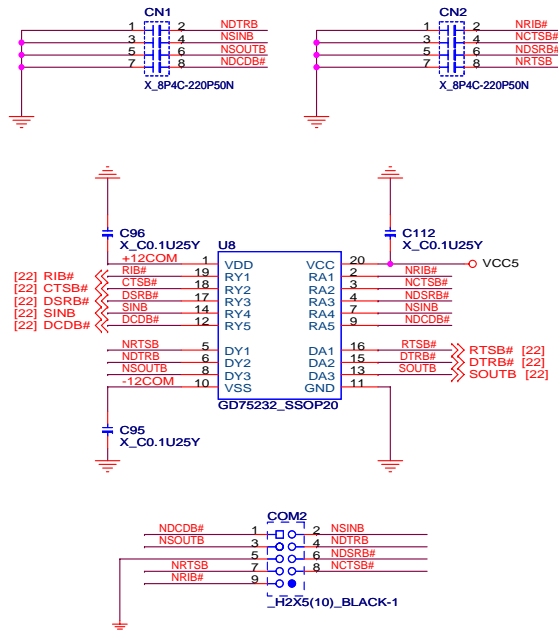 CN1
1 2 NDTRB
3 4 NSINB
5 6 NSOUTB
7 8 NDCDB#
X_8P4C-220P50N
CN2
1 2 NRIB#
3 4 NCTSB#
5 6 NDSRB#
7 8 NRTSB
X_8P4C-220P50N
C96
X_C0.1U25Y
C112
X_C0.1U25Y
U8
+12COM 1 VDD VCC 20 VCC5
[22] RIB# RIB# 19 RY1 RA1 2 NRIB#
[22] CTSB# CTSB# 18 RY2 RA2 3 NCTSB#
[22] DSRB# DSRB# 17 RY3 RA3 4 NDSRB#
[22] SINB SINB 14 RY4 RA4 7 NSINB
[22] DCDB# DCDB# 12 RY5 RA5 9 NDCDB#
NRTSB 5 DY1 DA1 16 RTSB# RTSB# [22]
NDTRB 6 DY2 DA2 15 DTRB# DTRB# [22]
NSOUTB 8 DY3 DA3 13 SOUTB SOUTB [22]
-12COM 10 VSS GND 11
GD75232_SSOP20
C95
X_C0.1U25Y
COM2
NDCDB# 1 2 NSINB
NSOUTB 3 4 NDTRB
5 6 NDSRB#
NRTSB 7 8 NCTSB#
NRIB# 9
_H2X5(10)_BLACK-1